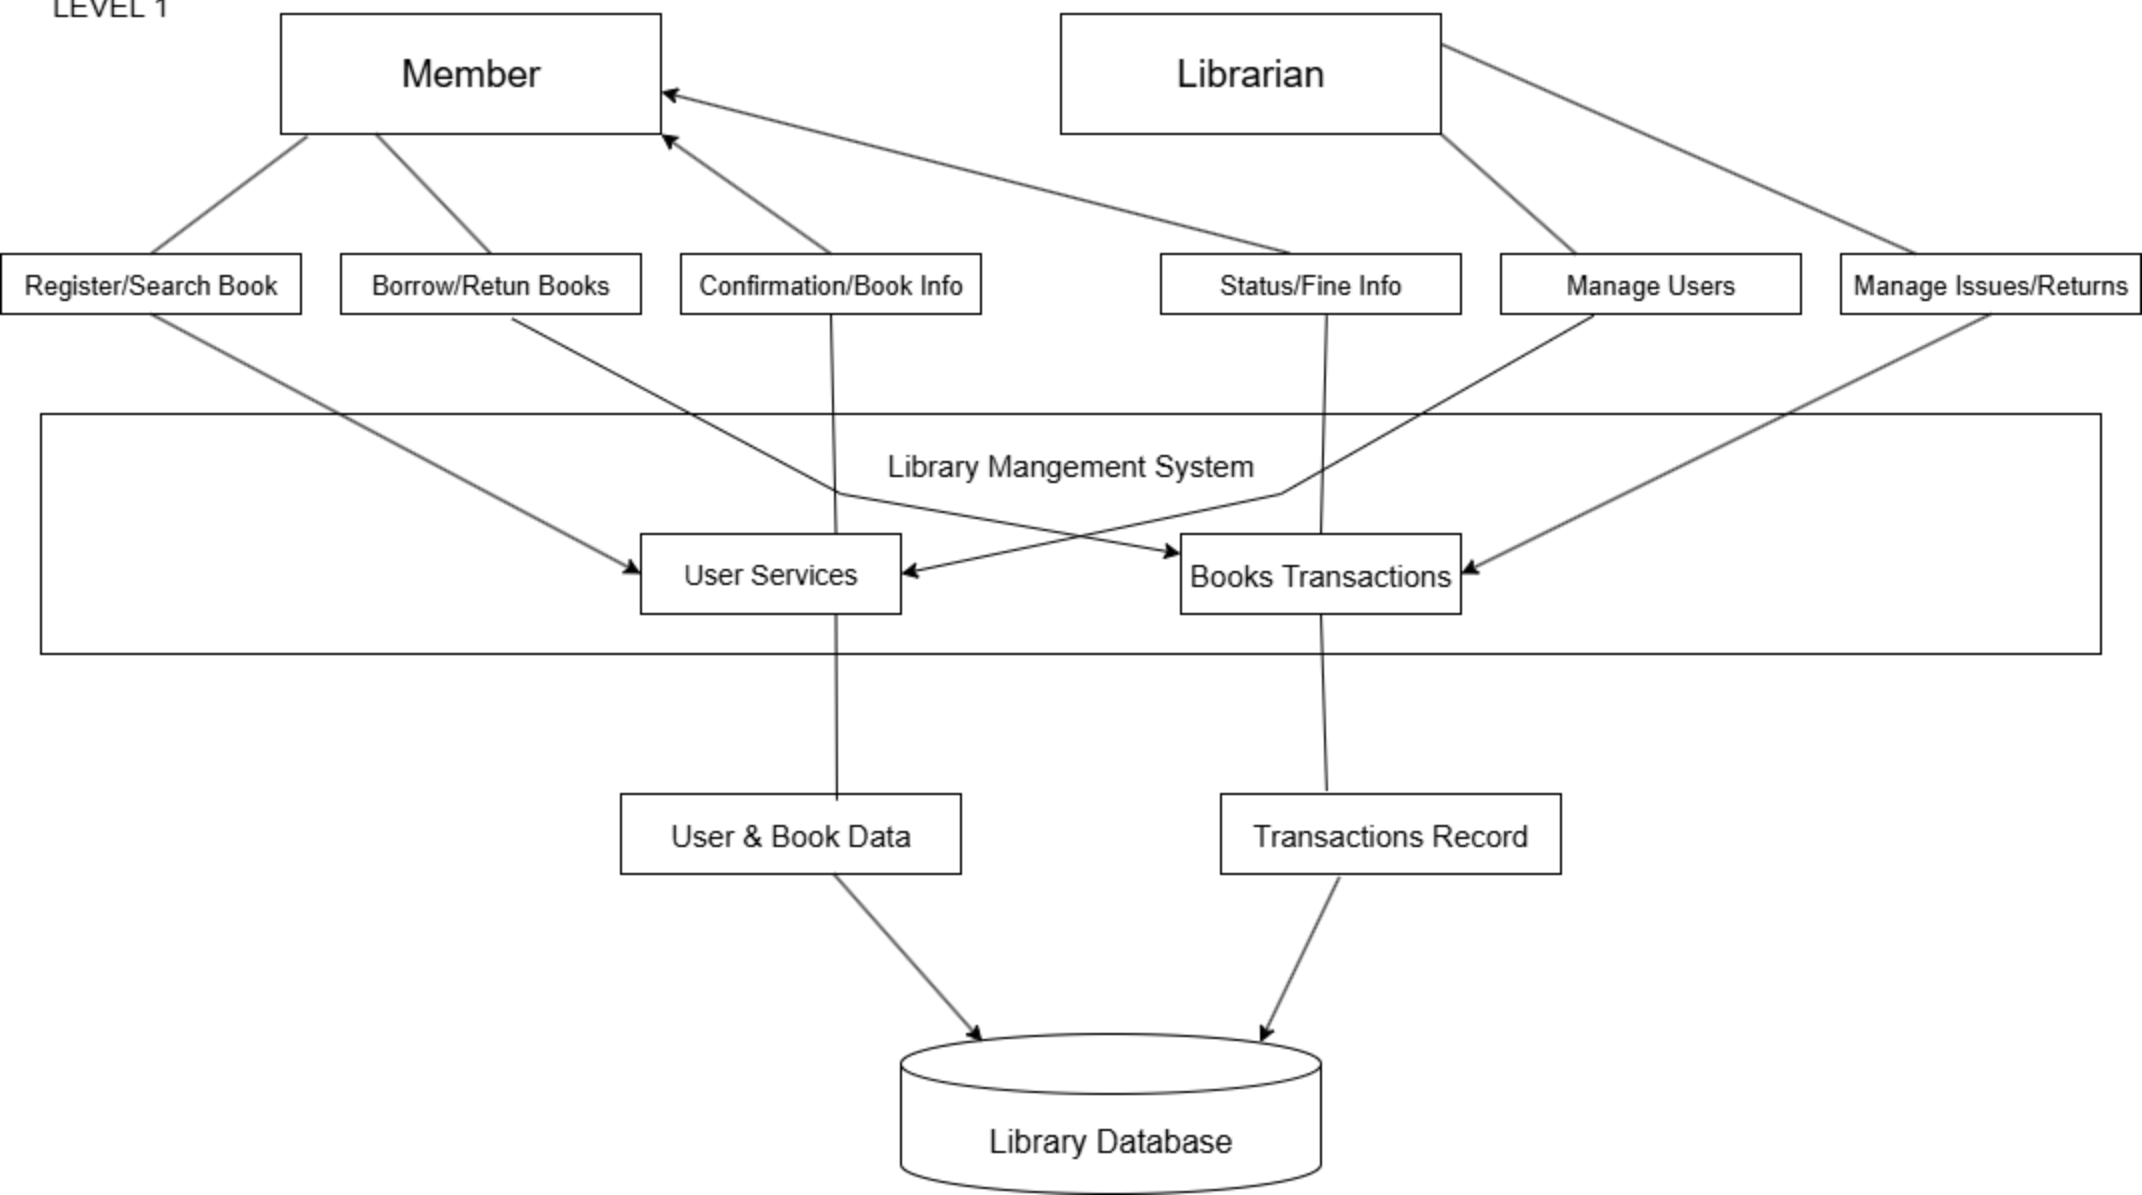 LEVEL 1
Member
Librarian
Register/Search Book
Borrow/Retun Books
Confirmation/Book Info
Status/Fine Info
Manage Users
Manage Issues/Returns
Library Mangement System
User Services
Books Transactions
User & Book Data
Transactions Record
Library Database